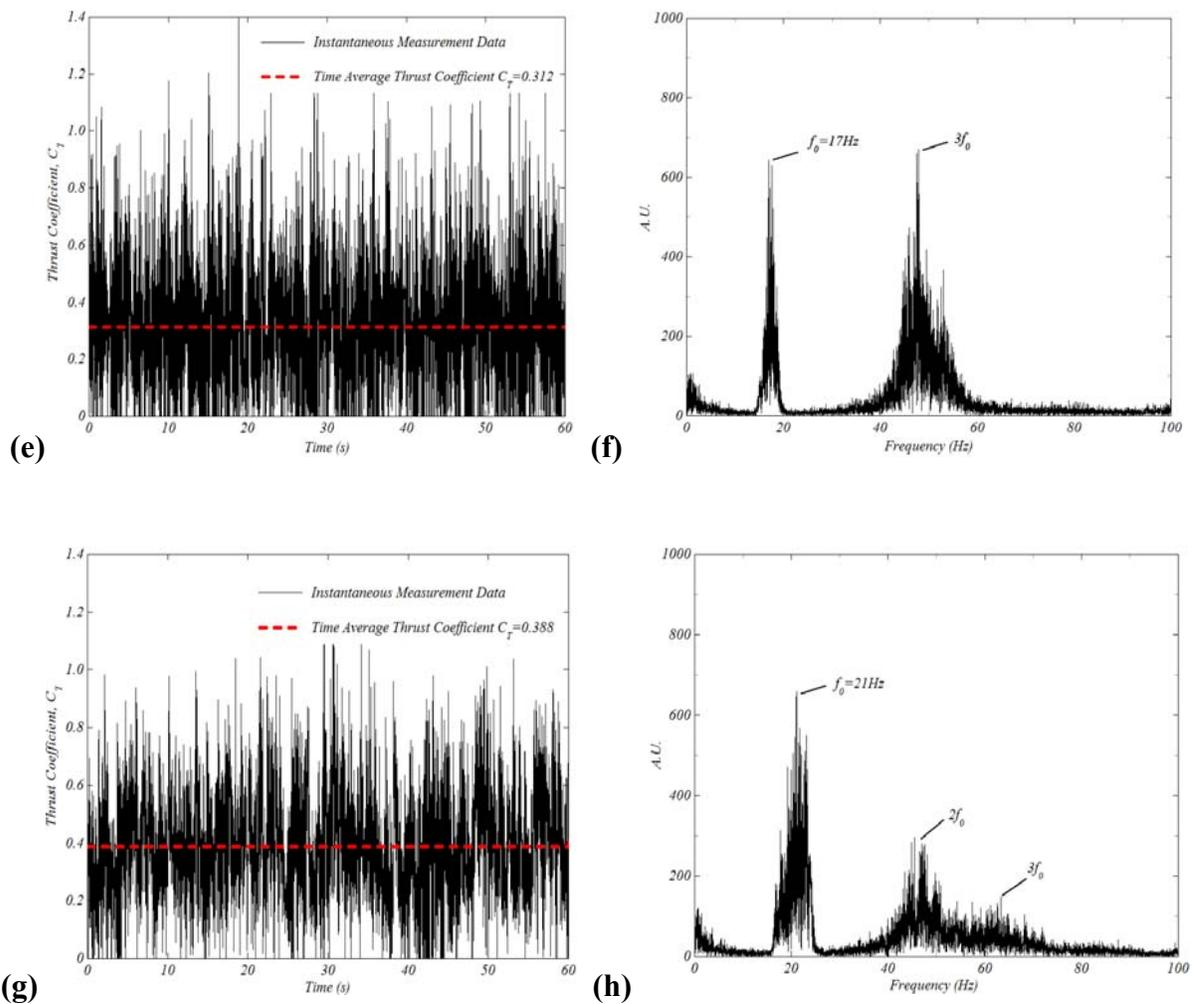 1.4
1.2
1.0
0.8
0.6
0.4
0.2
0
Thrust Coefficient, C_T
Instantaneous Measurement Data
Time Average Thrust Coefficient C_T=0.312
0 10 20 30 40 50 60
Time (s)
(e)
1000
800
600
400
200
0
A.U.
f_0=17Hz
3f_0
0 20 40 60 80 100
Frequency (Hz)
(f)
1.4
1.2
1.0
0.8
0.6
0.4
0.2
0
Thrust Coefficient, C_T
Instantaneous Measurement Data
Time Average Thrust Coefficient C_T=0.388
0 10 20 30 40 50 60
Time (s)
(g)
1000
800
600
400
200
0
A.U.
f_0=21Hz
2f_0
3f_0
0 20 40 60 80 100
Frequency (Hz)
(h)